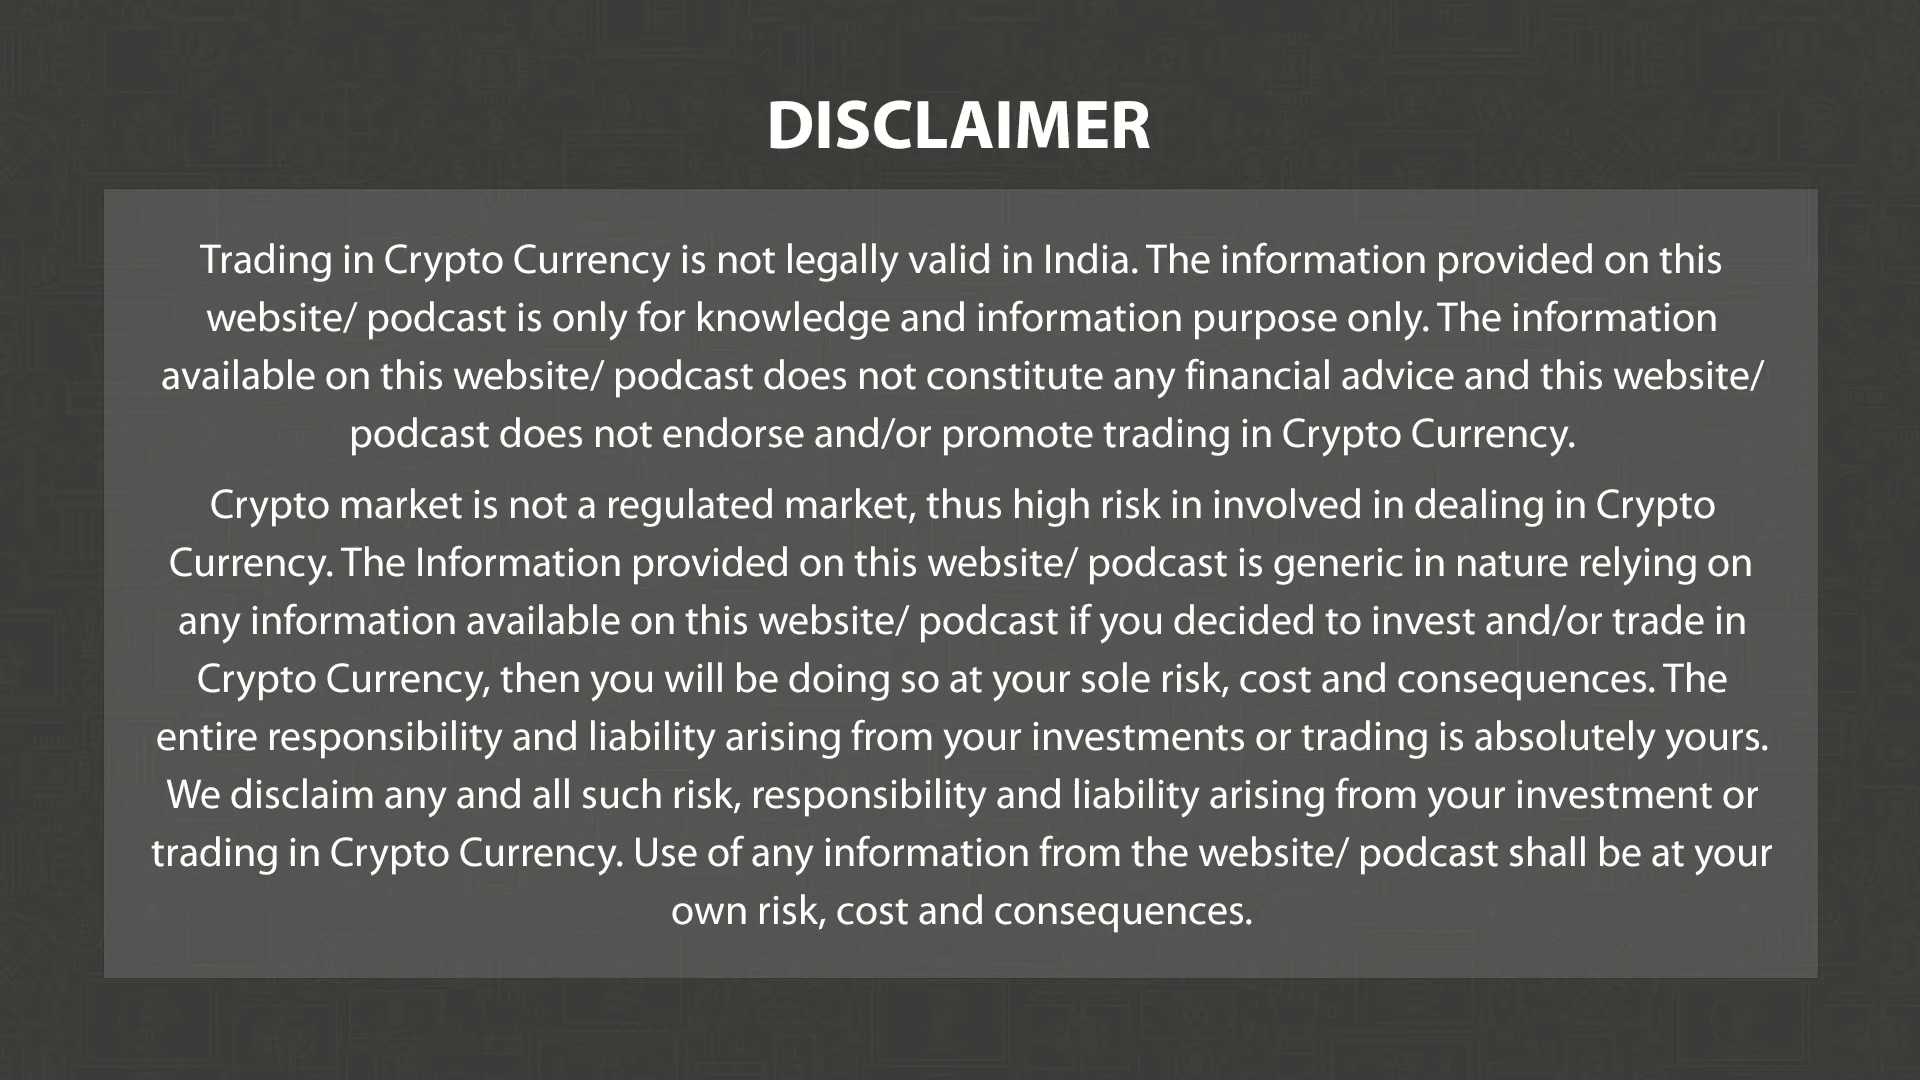 DISCLAIMER
Trading in Crypto Currency is not legally valid in India. The information provided on this
website/ podcast is only for knowledge and information purpose only. The information
available on this website/ podcast does not constitute any financial advice and this website/
podcast does not endorse and/or promote trading in Crypto Currency.
Crypto market is not a regulated market, thus high risk in involved in dealing in Crypto
Currency. The Information provided on this website/ podcast is generic in nature relying on
any information available on this website/ podcast if you decided to invest and/or trade in
Crypto Currency, then you will be doing so at your sole risk, cost and consequences. The
entire responsibility and liability arising from your investments or trading is absolutely yours.
We disclaim any and all such risk, responsibility and liability arising from your investment or
trading in Crypto Currency. Use of any information from the website/ podcast shall be at your
own risk, cost and consequences.